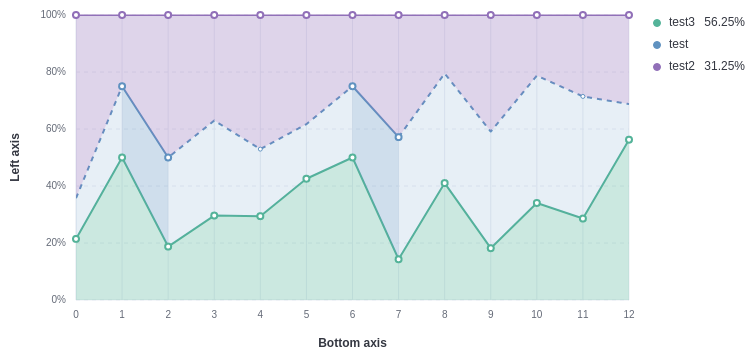 100%
80%
60%
40%
20%
0%
Left axis
0 1 2 3 4 5 6 7 8 9 10 11 12
Bottom axis
test3 56.25%
test
test2 31.25%